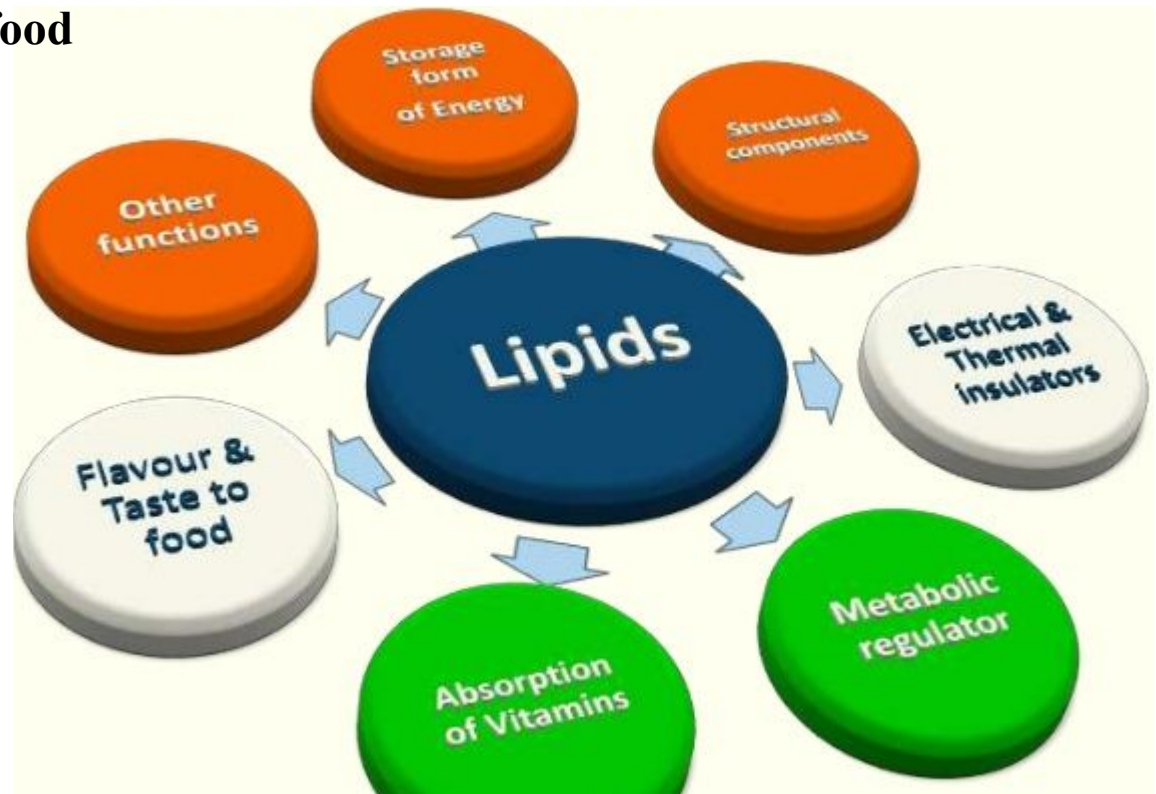 food
Storage
form
of Energy
Structural
components
Other
functions
Lipids
Electrical &
Thermal
insulators
Flavour &
Taste to
food
Metabolic
regulator
Absorption
of Vitamins